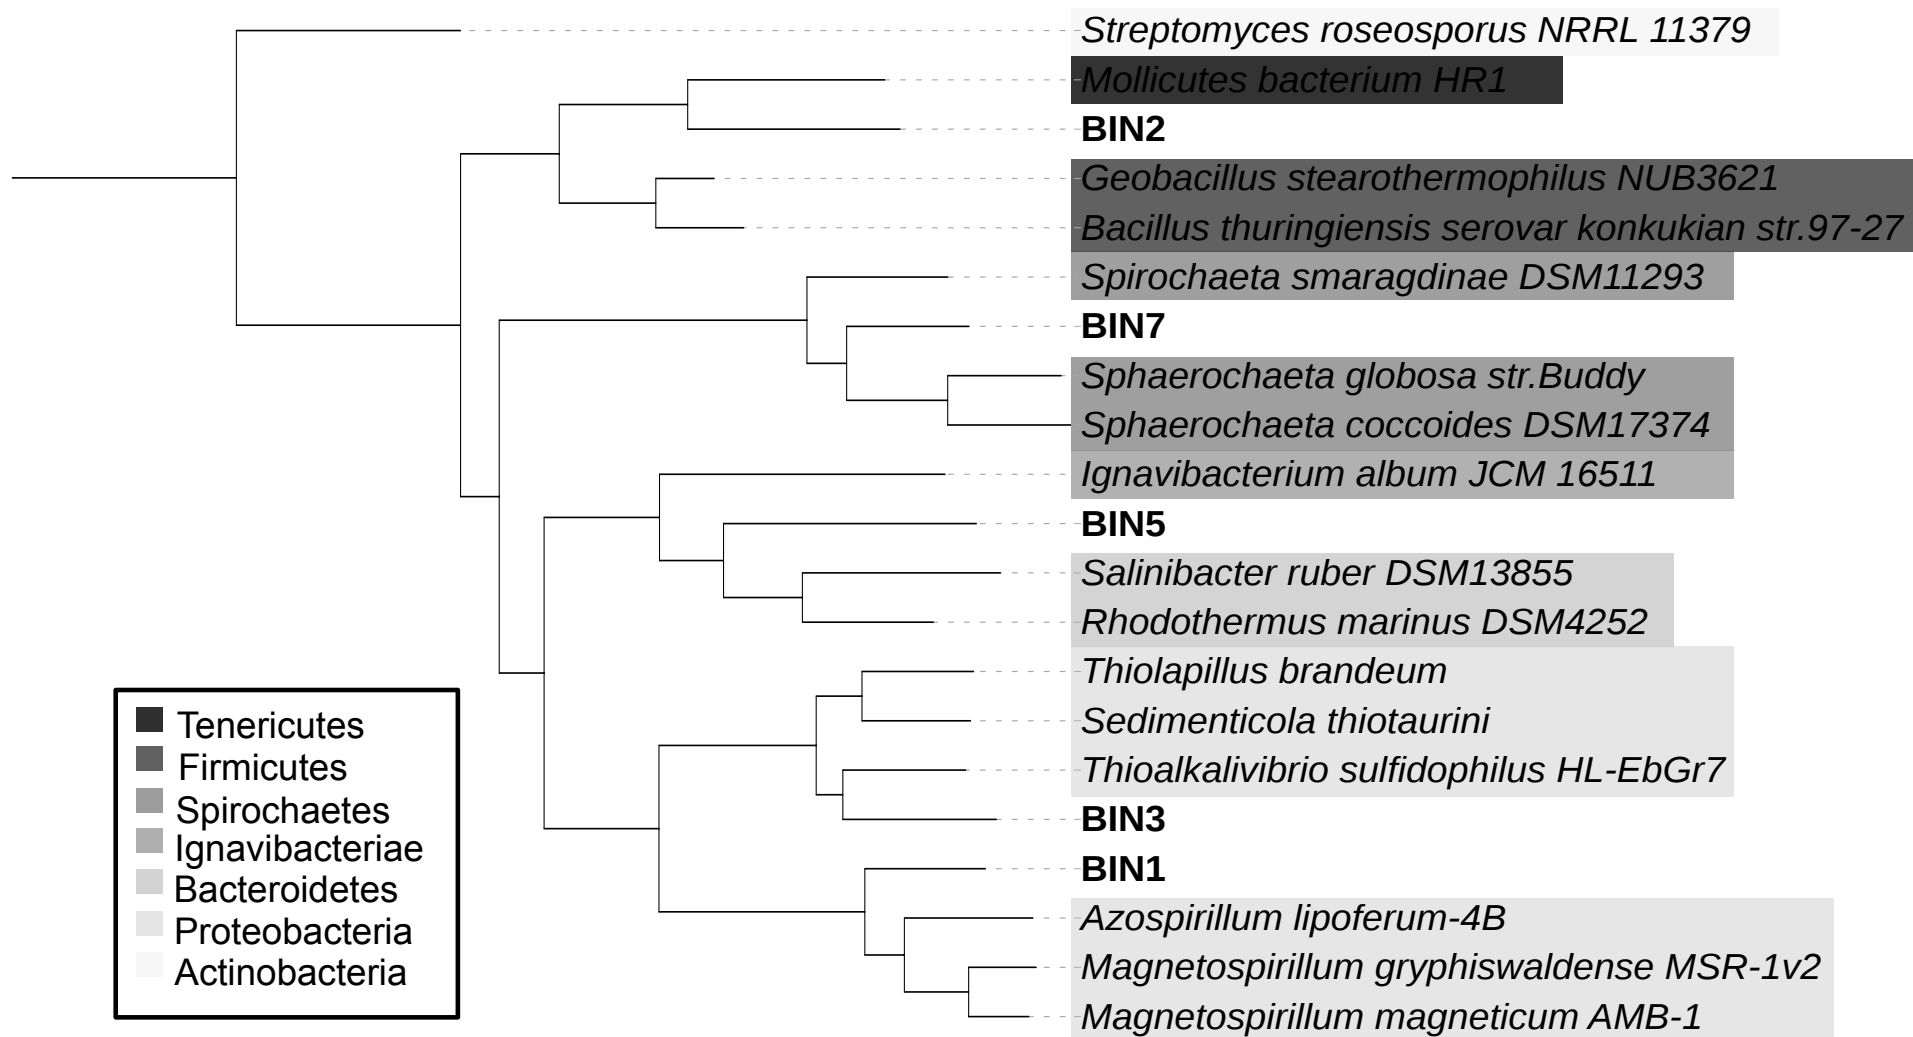 Streptomyces roseosporus NRRL 11379
Mollicutes bacterium HR1
BIN2
Geobacillus stearothermophilus NUB3621
Bacillus thuringiensis serovar konkukian str.97-27
Spirochaeta smaragdinae DSM11293
BIN7
Sphaerochaeta globosa str.Buddy
Sphaerochaeta coccoides DSM17374
Ignavibacterium album JCM 16511
BIN5
Salinibacter ruber DSM13855
Rhodothermus marinus DSM4252
Thiolapillus brandeum
Sedimenticola thiotaurini
Thioalkalivibrio sulfidophilus HL-EbGr7
BIN3
BIN1
Azospirillum lipoferum-4B
Magnetospirillum gryphiswaldense MSR-1v2
Magnetospirillum magneticum AMB-1
Tenericutes
Firmicutes
Spirochaetes
Ignavibacteriae
Bacteroidetes
Proteobacteria
Actinobacteria